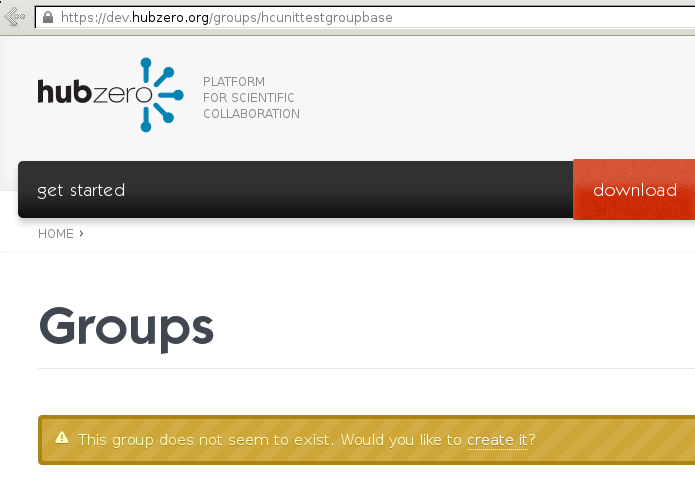 https://dev.hubzero.org/groups/hcunittestgroupbase
hubzero
PLATFORM
FOR SCIENTIFIC
COLLABORATION
get started
download
HOME ›
Groups
This group does not seem to exist. Would you like to create it?